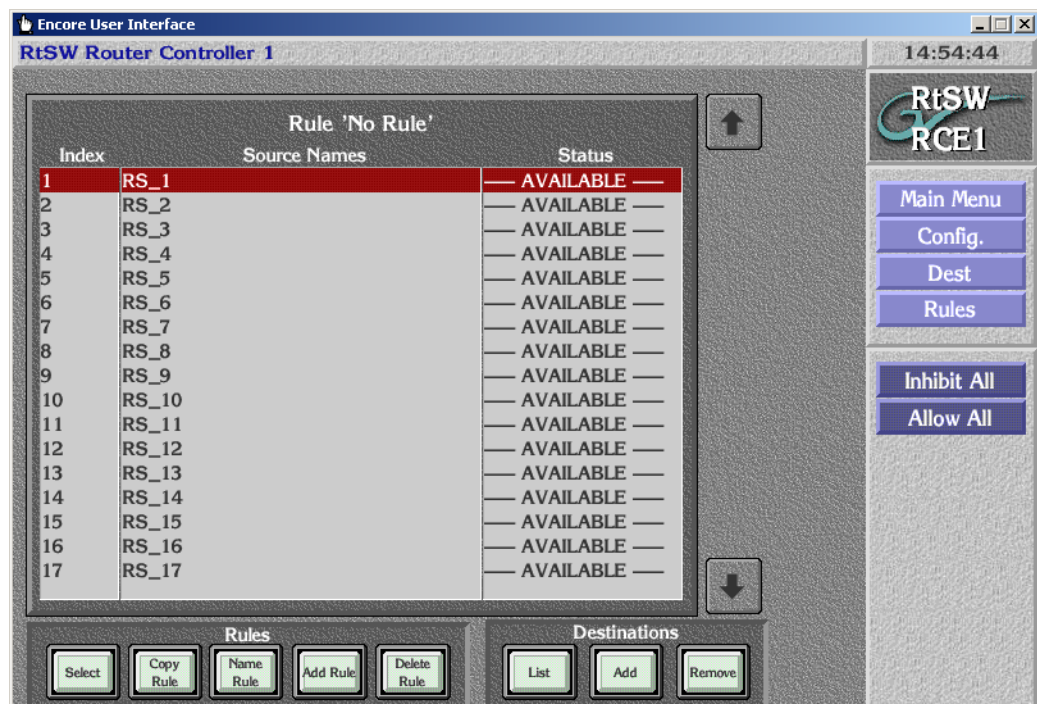 Encore User Interface
RtSW Router Controller 1
14:54:44
RtSW
RCE1
Rule 'No Rule'
Index Source Names Status
1 RS_1 —— AVAILABLE ——
2 RS_2 —— AVAILABLE ——
3 RS_3 —— AVAILABLE ——
4 RS_4 —— AVAILABLE ——
5 RS_5 —— AVAILABLE ——
6 RS_6 —— AVAILABLE ——
7 RS_7 —— AVAILABLE ——
8 RS_8 —— AVAILABLE ——
9 RS_9 —— AVAILABLE ——
10 RS_10 —— AVAILABLE ——
11 RS_11 —— AVAILABLE ——
12 RS_12 —— AVAILABLE ——
13 RS_13 —— AVAILABLE ——
14 RS_14 —— AVAILABLE ——
15 RS_15 —— AVAILABLE ——
16 RS_16 —— AVAILABLE ——
17 RS_17 —— AVAILABLE ——
Main Menu
Config.
Dest
Rules
Inhibit All
Allow All
Rules
Select
Copy
Rule
Name
Rule
Add Rule
Delete
Rule
Destinations
List
Add
Remove